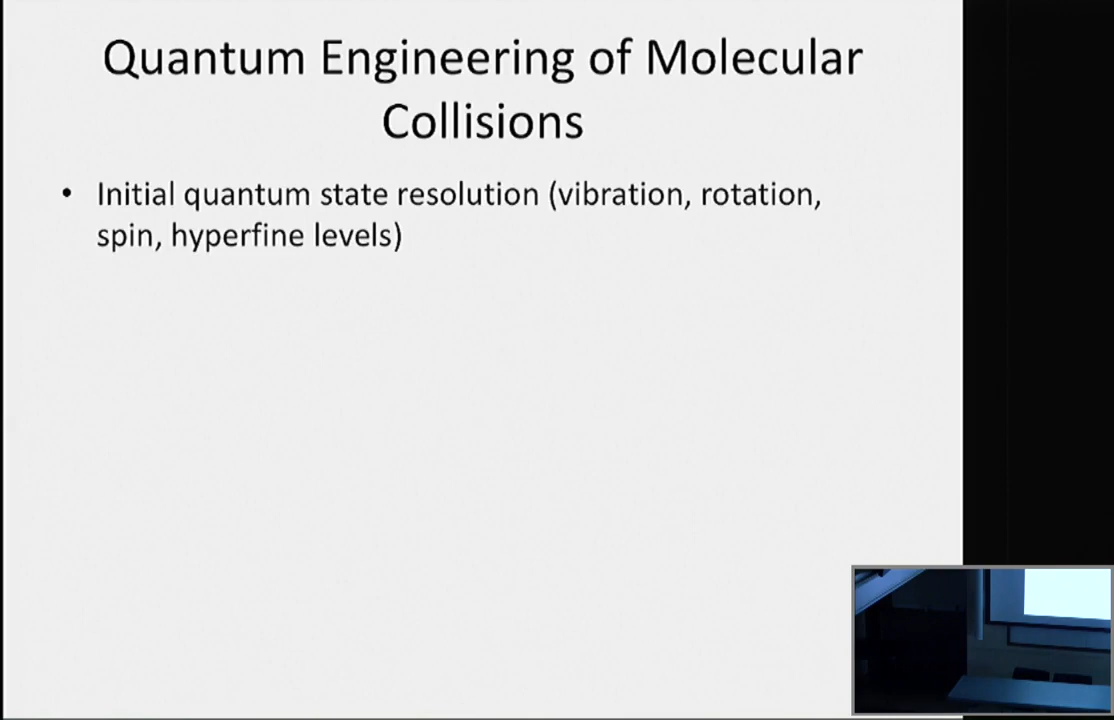 Quantum Engineering of Molecular
Collisions
• Initial quantum state resolution (vibration, rotation,
spin, hyperfine levels)